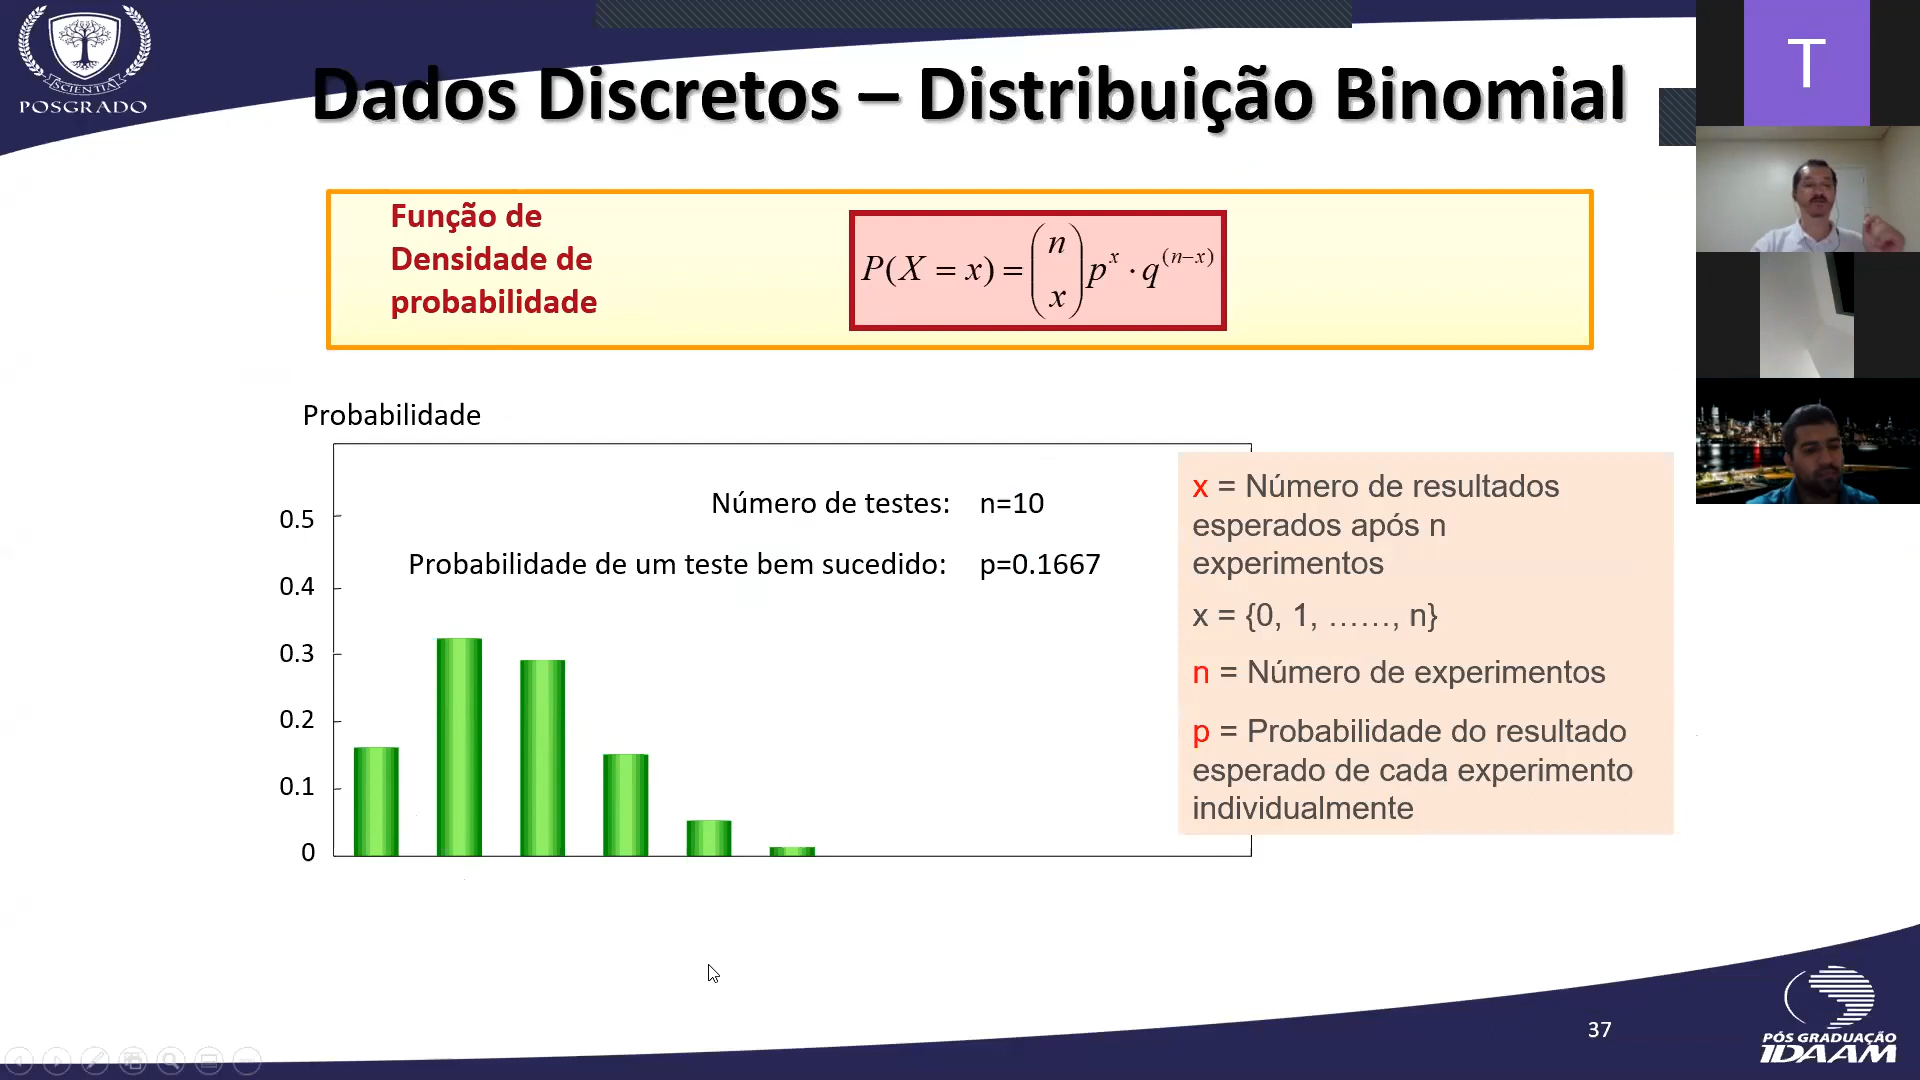 SCIENTIA
POSGRADO
Dados Discretos – Distribuição Binomial
T
Função de
Densidade de
probabilidade
P(X = x) = (n x) p^x · q^(n−x)
Probabilidade
Número de testes: n=10
Probabilidade de um teste bem sucedido: p=0.1667
0.5
0.4
0.3
0.2
0.1
0
x = Número de resultados
esperados após n
experimentos
x = {0, 1, ……, n}
n = Número de experimentos
p = Probabilidade do resultado
esperado de cada experimento
individualmente
37
PÓS GRADUAÇÃO
IDAAM